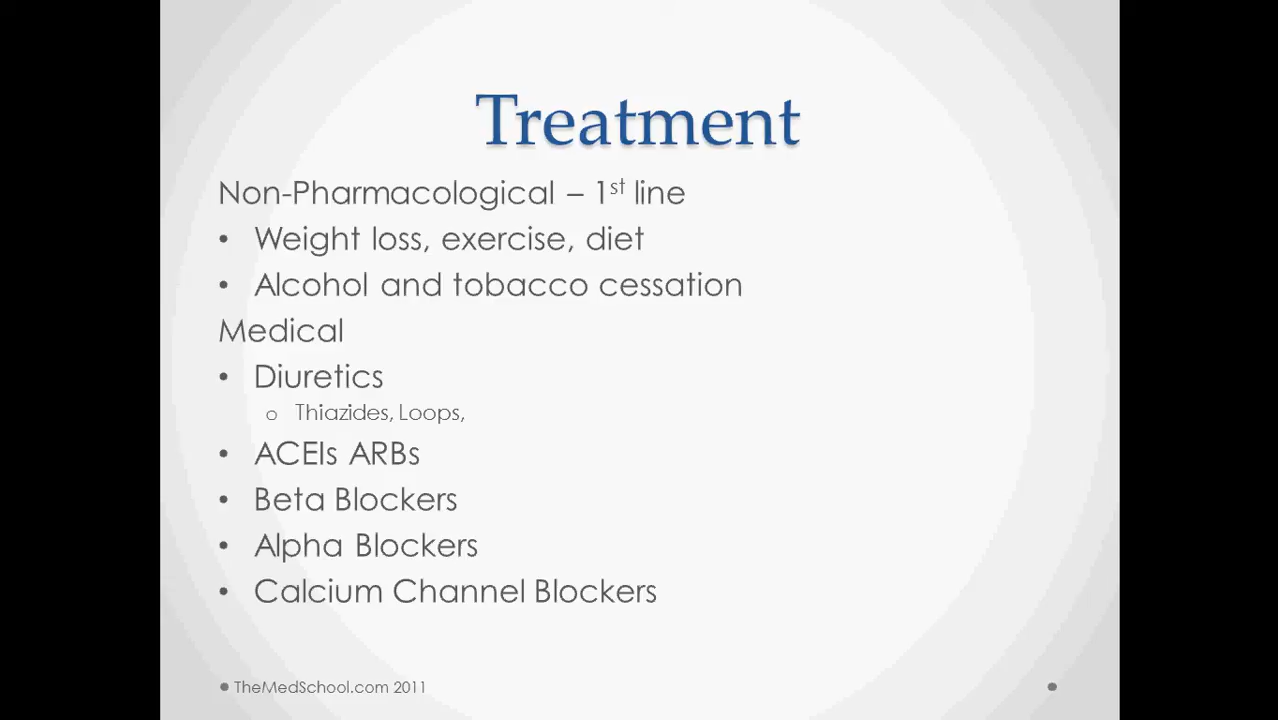 Treatment
Non-Pharmacological – 1st line
• Weight loss, exercise, diet
• Alcohol and tobacco cessation
Medical
• Diuretics
o Thiazides, Loops,
• ACEIs ARBs
• Beta Blockers
• Alpha Blockers
• Calcium Channel Blockers
• TheMedSchool.com 2011